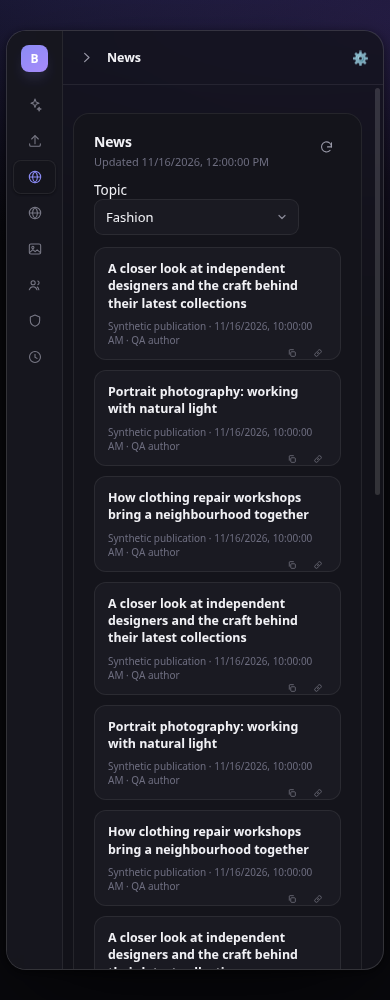 B
News
News
Updated 11/16/2026, 12:00:00 PM
Topic
Fashion
A closer look at independent
designers and the craft behind
their latest collections
Synthetic publication · 11/16/2026, 10:00:00
AM · QA author
Portrait photography: working
with natural light
Synthetic publication · 11/16/2026, 10:00:00
AM · QA author
How clothing repair workshops
bring a neighbourhood together
Synthetic publication · 11/16/2026, 10:00:00
AM · QA author
A closer look at independent
designers and the craft behind
their latest collections
Synthetic publication · 11/16/2026, 10:00:00
AM · QA author
Portrait photography: working
with natural light
Synthetic publication · 11/16/2026, 10:00:00
AM · QA author
How clothing repair workshops
bring a neighbourhood together
Synthetic publication · 11/16/2026, 10:00:00
AM · QA author
A closer look at independent
designers and the craft behind